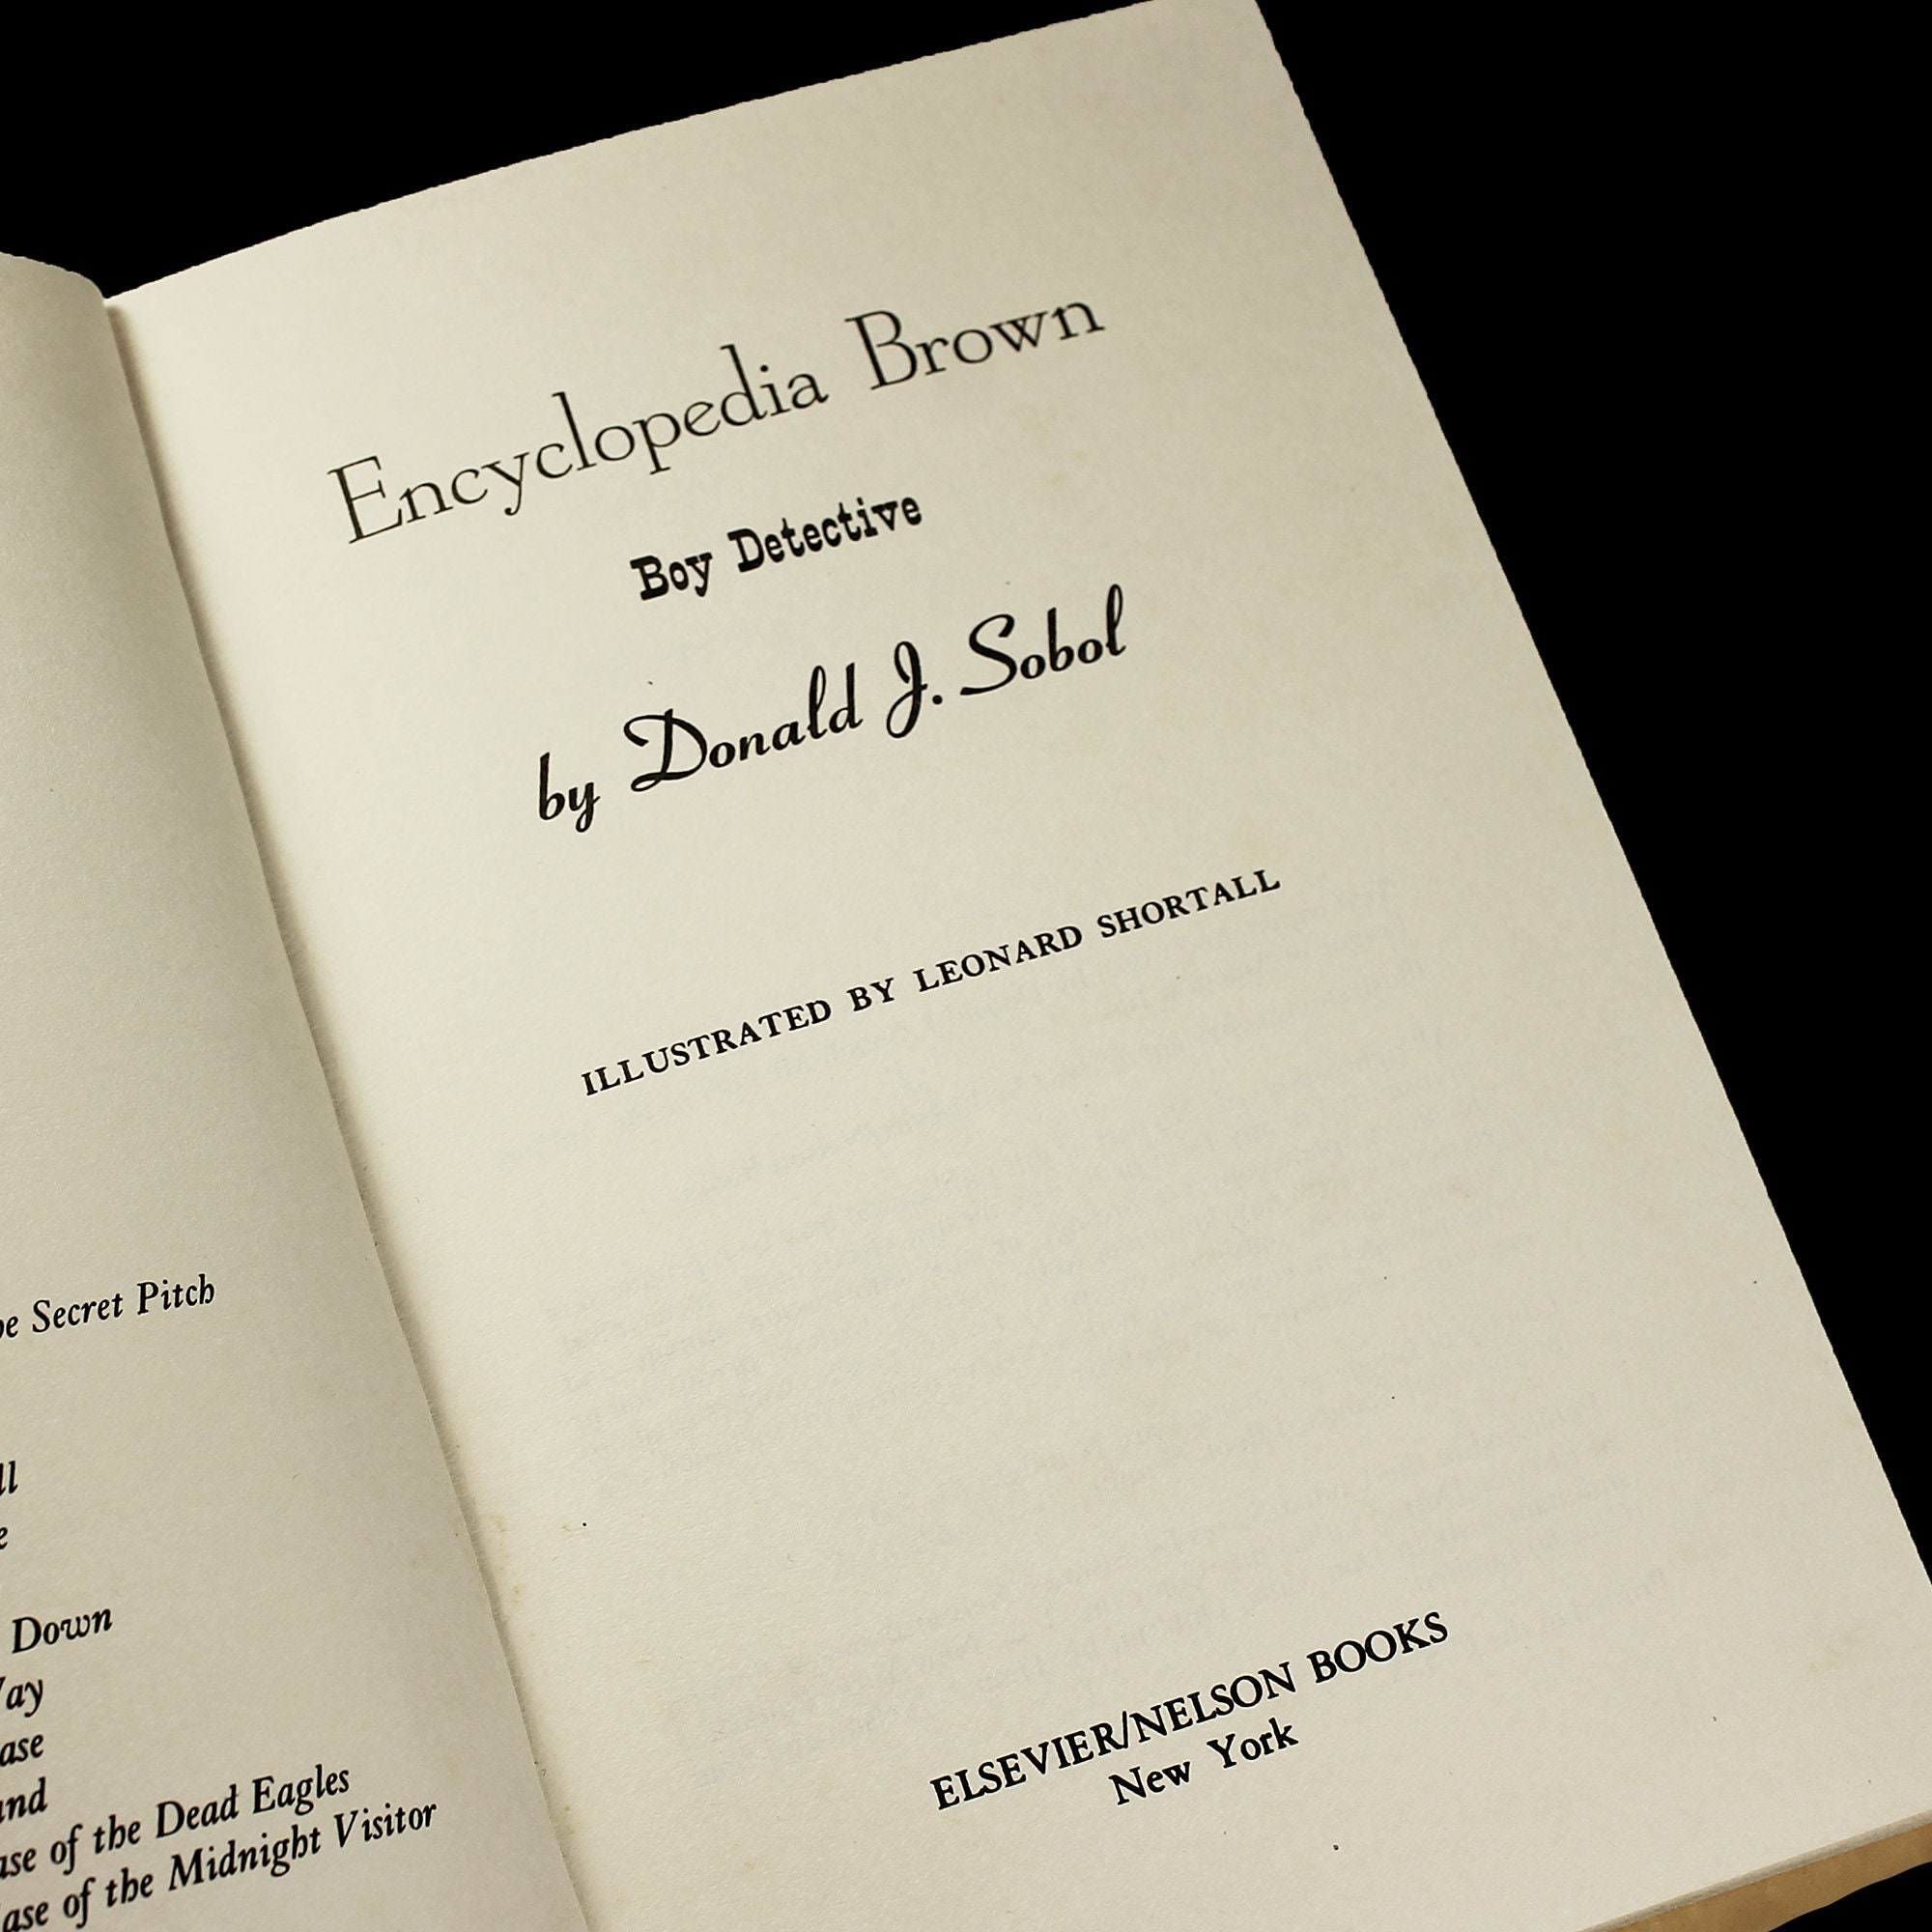 Secret Pitch
Down
of the Dead Eagles
of the Midnight Visitor
Encyclopedia Brown
Boy Detective
by Donald J. Sobol
ILLUSTRATED BY LEONARD SHORTALL
ELSEVIER/NELSON BOOKS
New York